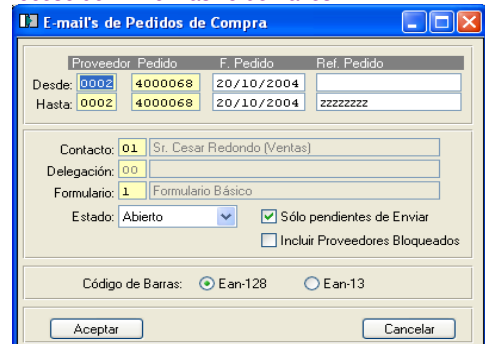 E-mail's de Pedidos de Compra
Proveedor Pedido F. Pedido Ref. Pedido
Desde: 0002 4000068 20/10/2004
Hasta: 0002 4000068 20/10/2004 zzzzzzzz
Contacto: 01 Sr. Cesar Redondo (Ventas)
Delegación: 00
Formulario: 1 Formulario Básico
Estado: Abierto Sólo pendientes de Enviar
Incluir Proveedores Bloqueados
Código de Barras: Ean-128 Ean-13
Aceptar Cancelar